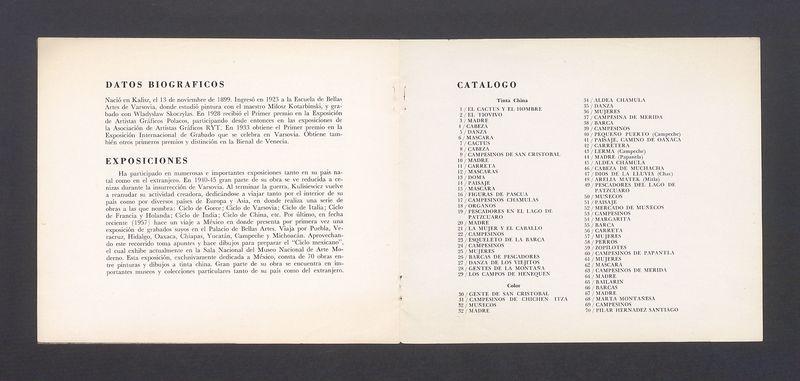 DATOS BIOGRAFICOS
Nació en Kalisz, el 13 de noviembre de 1899. Ingresó en 1923 a la Escuela de Bellas
Artes de Varsovia, donde estudió pintura con el maestro Milosz Kotarbinski, y gra-
bado con Wladyslaw Skoczylas. En 1928 recibió el Primer premio en la Exposición
de Artistas Gráficos Polacos, participando desde entonces en las exposiciones de
la Asociación de Artistas Gráficos RYT. En 1933 obtiene el Primer premio en la
Exposición Internacional de Grabado que se celebra en Varsovia. Obtiene tam-
bién otros primeros premios y distinción en la Bienal de Venecia.
EXPOSICIONES
Ha participado en numerosas e importantes exposiciones tanto en su país na-
tal como en el extranjero. En 1940-45 gran parte de su obra se ve reducida a ce-
nizas durante la insurrección de Varsovia. Al terminar la guerra, Kulisiewicz vuelve
a reanudar su actividad creadora, dedicándose a viajar tanto por el interior de su
país como por diversos países de Europa y Asia, en donde realiza una serie de
obras a las que nombra: Ciclo de Gorce; Ciclo de Varsovia; Ciclo de Italia; Ciclo
de Francia y Holanda; Ciclo de India; Ciclo de China, etc. Por último, en fecha
reciente (1957) hace un viaje a México en donde presenta por primera vez una
exposición de grabados suyos en el Palacio de Bellas Artes. Viaja por Puebla, Ve-
racruz, Hidalgo, Oaxaca, Chiapas, Yucatán, Campeche y Michoacán. Aprovechan-
do este recorrido toma apuntes y hace dibujos para preparar el "Ciclo mexicano",
el cual exhibe actualmente en la Sala Nacional del Museo Nacional de Arte Mo-
derno. Esta exposición, exclusivamente dedicada a México, consta de 70 obras en-
tre pinturas y dibujos a tinta china. Gran parte de su obra se encuentra en im-
portantes museos y colecciones particulares tanto de su país como del extranjero.
CATALOGO
Tinta China
1 / EL CACTUS Y EL HOMBRE
2 / EL TIOVIVO
3 / MADRE
4 / CABEZA
5 / DANZA
6 / MASCARA
7 / CACTUS
8 / CABEZA
9 / CAMPESINOS DE SAN CRISTOBAL
10 / MADRE
11 / CARRETA
12 / MASCARAS
13 / DOMA
14 / PAISAJE
15 / MASCARA
16 / FIGURAS DE PASCUA
17 / CAMPESINOS CHAMULAS
18 / ORGANOS
19 / PESCADORES EN EL LAGO DE
PATZCUARO
20 / MADRE
21 / LA MUJER Y EL CABALLO
22 / CAMPESINOS
23 / ESQUELETO DE LA BARCA
24 / CAMPESINOS
25 / MUJERES
26 / BARCAS DE PESCADORES
27 / DANZA DE LOS VIEJITOS
28 / GENTES DE LA MONTAÑA
29 / LOS CAMPOS DE HENEQUEN
Color
30 / GENTE DE SAN CRISTOBAL
31 / CAMPESINOS DE CHICHEN ITZA
32 / MUÑECOS
32 / MADRE
34 / ALDEA CHAMULA
35 / DANZA
36 / MUJERES
37 / CAMPESINA DE MERIDA
38 / BARCA
39 / CAMPESINOS
40 / PEQUEÑO PUERTO (Campeche)
41 / PAISAJE, CAMINO DE OAXACA
42 / CARRETERA
43 / LERMA (Campeche)
44 / MADRE (Papantla)
45 / ALDEA CHAMULA
46 / CABEZA DE MUCHACHA
47 / DIOS DE LA LLUVIA (Chac)
48 / ARELIA MATEK (Mitla)
49 / PESCADORES DEL LAGO DE
PATZCUARO
50 / MUÑECOS
51 / PAISAJE
52 / MERCADO DE MUÑECOS
53 / CAMPESINOS
54 / MARGARITA
55 / BARCA
56 / CARRETA
57 / MUJERES
58 / PERROS
59 / ZOPILOTES
60 / CAMPESINOS DE PAPANTLA
61 / MUJERES
62 / MASCARA
63 / CAMPESINOS DE MERIDA
64 / MADRE
65 / BAILARIN
66 / BARCAS
67 / MADRE
68 / MARTA MONTAÑESA
69 / CAMPESINOS
70 / PILAR HERNADEZ SANTIAGO